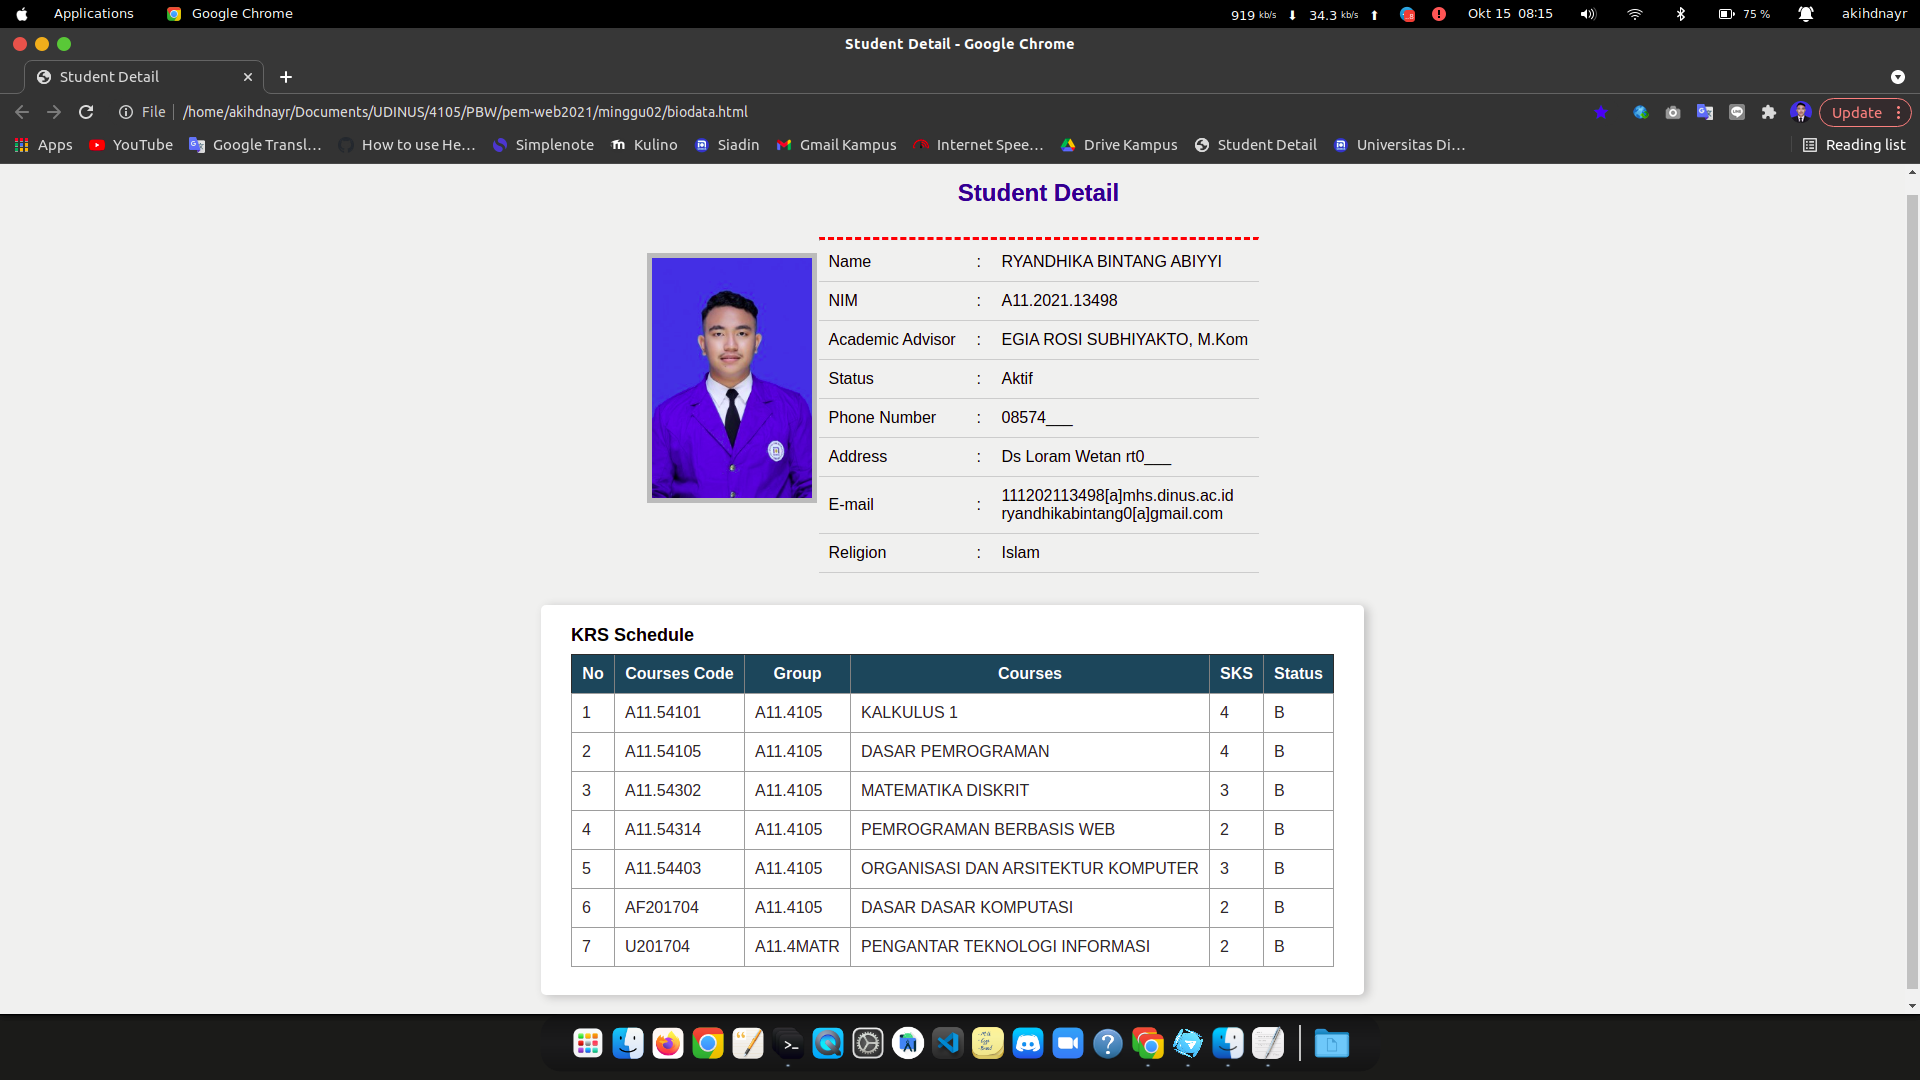 Applications Google Chrome 919 kb/s ⬇ 34.3 kb/s ⬆ Okt 15 08:15 75 % akihdnayr
Student Detail - Google Chrome
Student Detail
File /home/akihdnayr/Documents/UDINUS/4105/PBW/pem-web2021/minggu02/biodata.html Update
Apps YouTube Google Transl... How to use He... Simplenote Kulino Siadin Gmail Kampus Internet Spee... Drive Kampus Student Detail Universitas Di... Reading list
Student Detail
Name : RYANDHIKA BINTANG ABIYYI
NIM : A11.2021.13498
Academic Advisor : EGIA ROSI SUBHIYAKTO, M.Kom
Status : Aktif
Phone Number : 08574___
Address : Ds Loram Wetan rt0___
E-mail : 111202113498[a]mhs.dinus.ac.id
ryandhikabintang0[a]gmail.com
Religion : Islam
KRS Schedule
No Courses Code Group Courses SKS Status
1 A11.54101 A11.4105 KALKULUS 1 4 B
2 A11.54105 A11.4105 DASAR PEMROGRAMAN 4 B
3 A11.54302 A11.4105 MATEMATIKA DISKRIT 3 B
4 A11.54314 A11.4105 PEMROGRAMAN BERBASIS WEB 2 B
5 A11.54403 A11.4105 ORGANISASI DAN ARSITEKTUR KOMPUTER 3 B
6 AF201704 A11.4105 DASAR DASAR KOMPUTASI 2 B
7 U201704 A11.4MATR PENGANTAR TEKNOLOGI INFORMASI 2 B